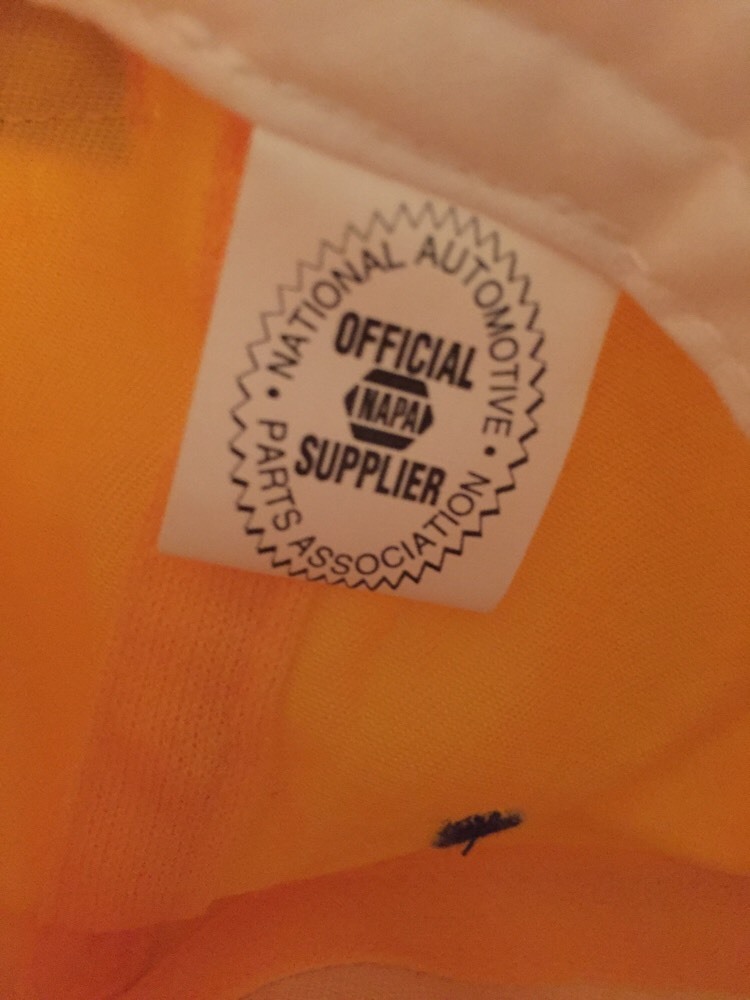 • NATIONAL AUTOMOTIVE •
OFFICIAL
NAPA
SUPPLIER
PARTS ASSOCIATION